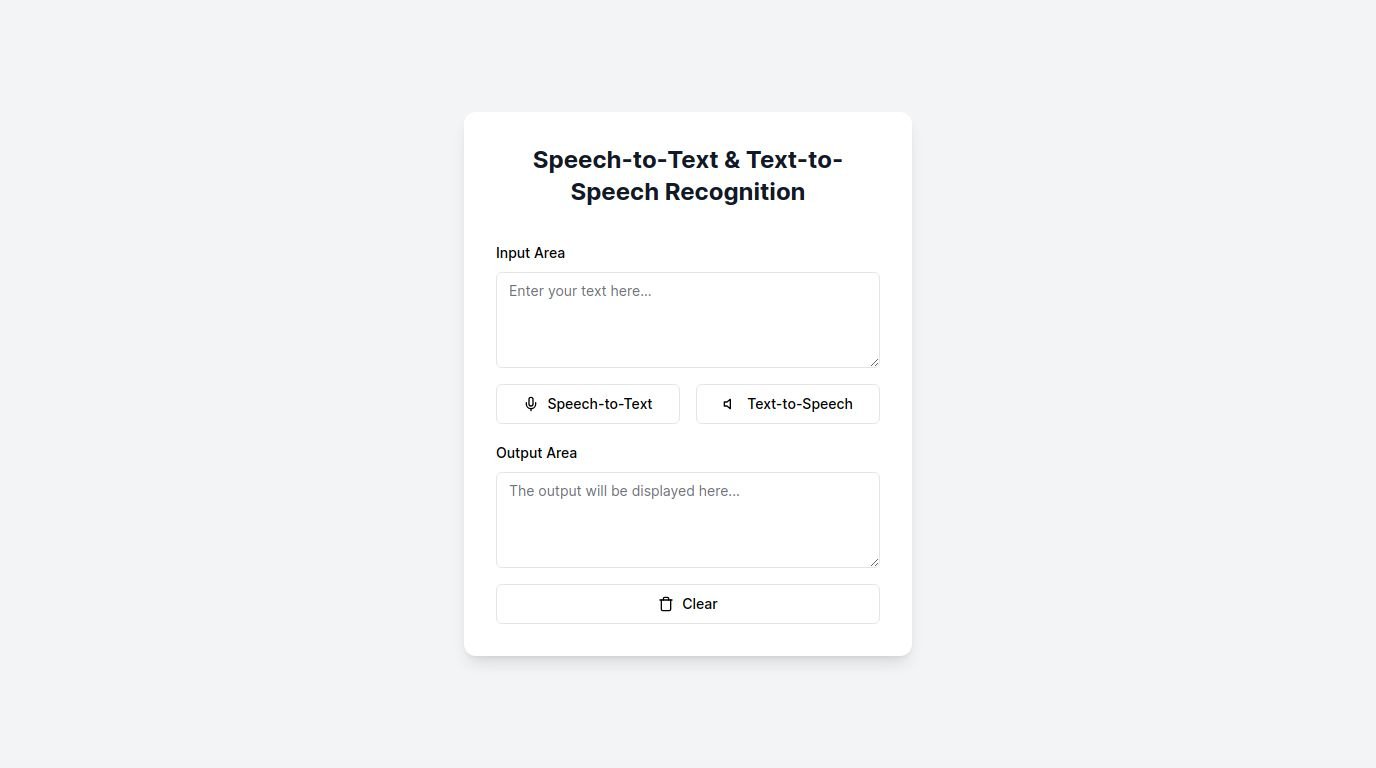 Speech-to-Text & Text-to-
Speech Recognition
Input Area
Enter your text here...
Speech-to-Text
Text-to-Speech
Output Area
The output will be displayed here...
Clear